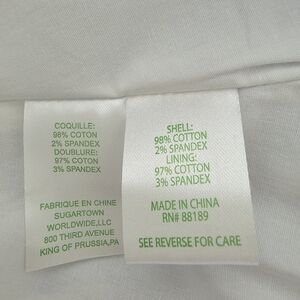 COQUILLE:
98% COTON
2% SPANDEX
DOUBLURE:
97% COTON
3% SPANDEX
FABRIQUE EN CHINE
SUGARTOWN
WORLDWIDE,LLC
800 THIRD AVENUE
KING OF PRUSSIA,PA
SHELL:
98% COTTON
2% SPANDEX
LINING:
97% COTTON
3% SPANDEX
MADE IN CHINA
RN# 88189
SEE REVERSE FOR CARE